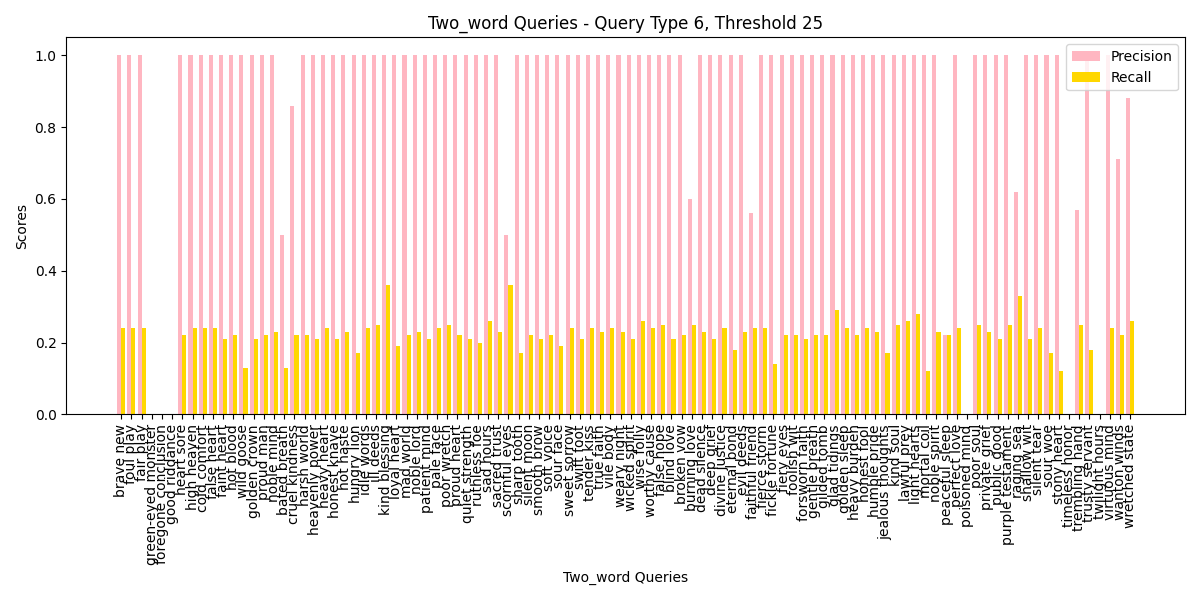 Two_word Queries - Query Type 6, Threshold 25
Precision
Recall
Scores
1.0
0.8
0.6
0.4
0.2
0.0
brave new
foul play
fair play
green-eyed monster
foregone conclusion
good riddance
heart sore
high heaven
cold comfort
fake heart
faint heart
hot blood
wild goose
golden crown
proud man
noble mind
bated breath
cruel kindness
harsh world
heavenly power
heavy heart
honest knave
hot haste
hungry lion
idle words
ill deeds
kind blessing
loyal heart
mad world
noble lord
patient mind
pale face
poor wretch
proud heart
quiet strength
ruthless foe
sad hours
sacred trust
scornful eyes
sharp tooth
silent moon
smooth brow
soft voice
sour face
sweet sorrow
swift foot
tender kiss
true faith
vile body
weary night
wicked spirit
wise folly
worthy cause
blasted hope
blind love
broken vow
burning love
dead silence
deep grief
divine justice
eternal bond
evil deeds
faithful friend
fierce storm
fickle fortune
fiery eyes
foolish wit
forsworn faith
gentle breath
gilded tomb
glad tidings
golden sleep
heavy burden
honest fool
humble pride
jealous thoughts
kind soul
lawful prey
light hearts
mortal coil
noble spirit
peaceful sleep
perfect love
poisoned mind
poor soul
private grief
public good
purple testament
raging sea
shallow wit
silent tear
sour woe
stony heart
timeless honor
trembling hand
trusty servant
twilight hours
virtuous mind
wanton wind
wretched state
Two_word Queries